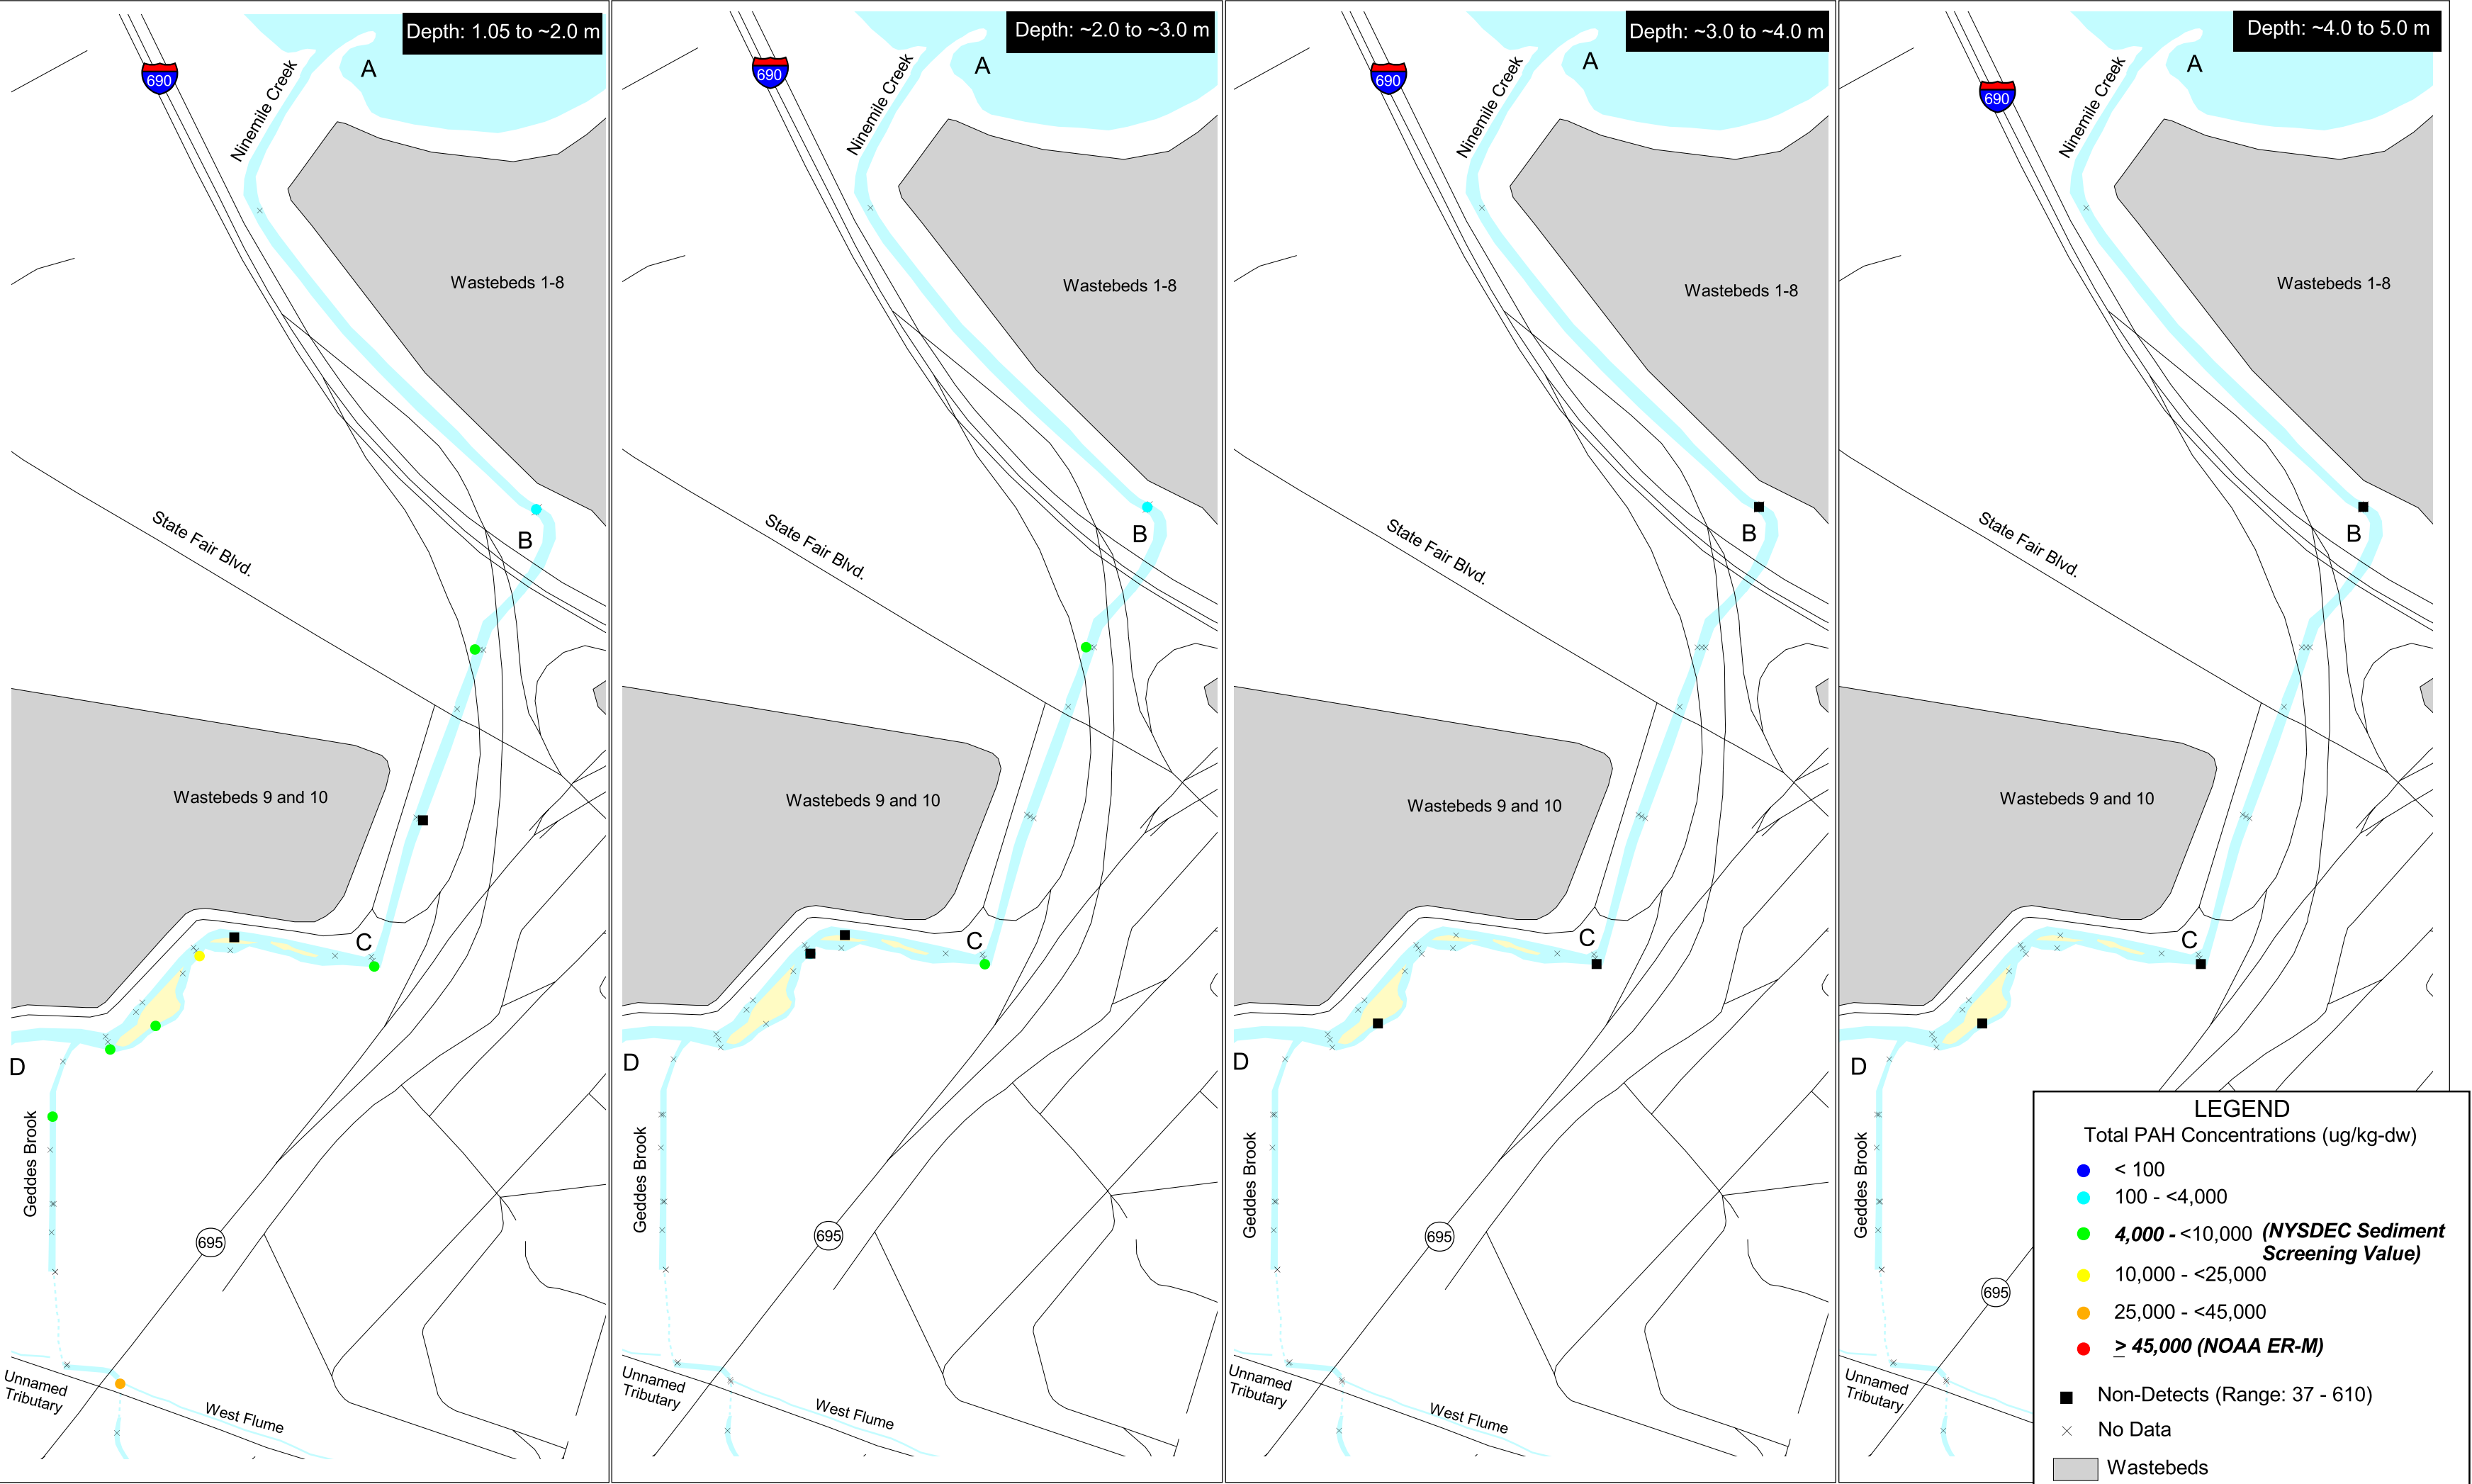 Depth: 1.05 to ~2.0 m
A
690
Ninemile Creek
Wastebeds 1-8
B
State Fair Blvd.
Wastebeds 9 and 10
C
D
Geddes Brook
695
Unnamed
Tributary
West Flume
Depth: ~2.0 to ~3.0 m
A
690
Ninemile Creek
Wastebeds 1-8
B
State Fair Blvd.
Wastebeds 9 and 10
C
D
Geddes Brook
695
Unnamed
Tributary
West Flume
Depth: ~3.0 to ~4.0 m
A
690
Ninemile Creek
Wastebeds 1-8
B
State Fair Blvd.
Wastebeds 9 and 10
C
D
Geddes Brook
695
Unnamed
Tributary
West Flume
Depth: ~4.0 to 5.0 m
A
690
Ninemile Creek
Wastebeds 1-8
B
State Fair Blvd.
Wastebeds 9 and 10
C
D
Geddes Brook
695
Unnamed
Tributary
LEGEND
Total PAH Concentrations (ug/kg-dw)
< 100
100 - <4,000
4,000 - <10,000 (NYSDEC Sediment
Screening Value)
10,000 - <25,000
25,000 - <45,000
≥ 45,000 (NOAA ER-M)
Non-Detects (Range: 37 - 610)
No Data
Wastebeds